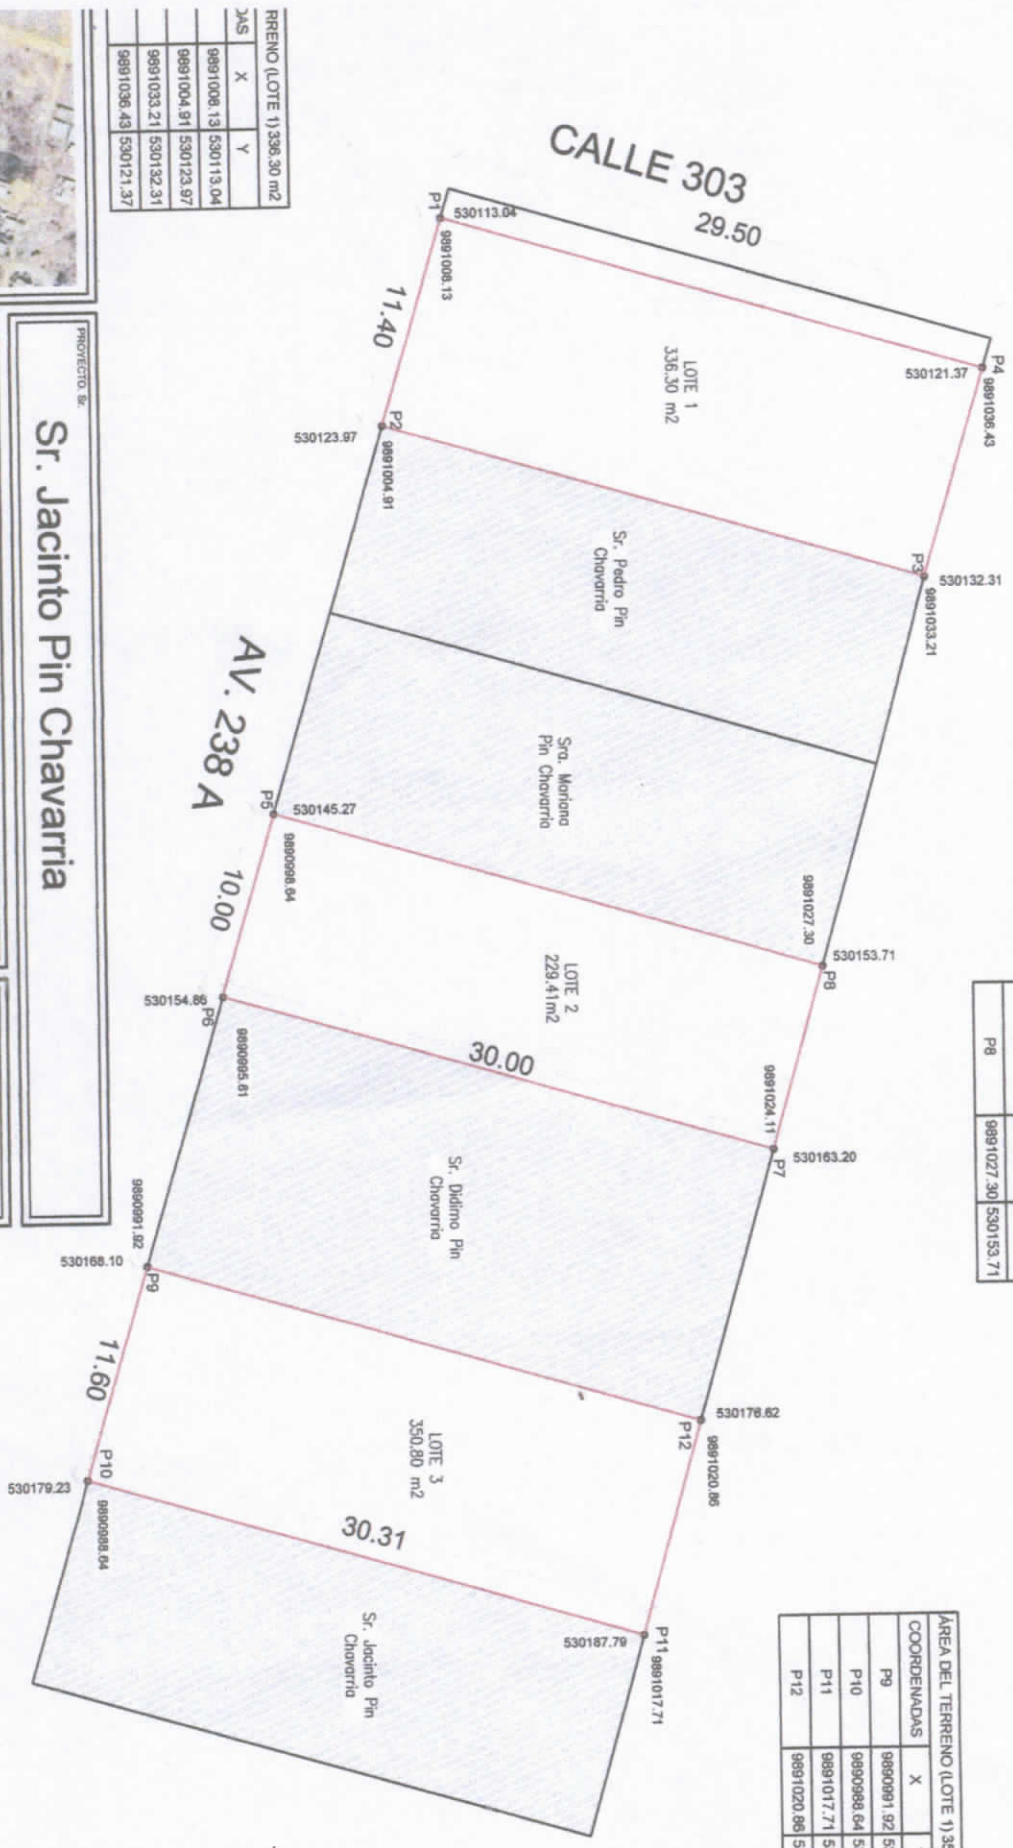 RRENO (LOTE 1) 336,30 m2
X Y
9891008.13 530113.04
9891004.91 530123.97
9891033.21 530132.31
9891036.43 530121.37
CALLE 303
29.50
P4
9891036.43
530121.37
P1
530113.04
9891008.13
11.40
LOTE 1
336.30 m2
P2
530123.97
9891004.91
P3
530132.31
9891033.21
Sr. Pedro Pin
Chavarria
Sra. Mariana
Pin Chavarria
AV. 238 A
P5
530145.27
9890998.64
10.00
9891027.30
530153.71
P8
LOTE 2
229.41m2
530154.86
P6
9890995.61
30.00
9891024.11
530163.20
P7
Sr. Didimo Pin
Chavarria
9890991.92
530168.10
P9
11.60
530176.62
P12
9891020.86
LOTE 3
350.80 m2
P10
530179.23
9890988.64
30.31
530187.79
P11
9891017.71
Sr. Jacinto Pin
Chavarria
PROYECTO: Sr.
Sr. Jacinto Pin Chavarria
P8 9891027.30 530153.71
ÁREA DEL TERRENO (LOTE 1) 35
COORDENADAS X
P9 9890991.92
P10 9890988.64
P11 9891017.71
P12 9891020.86